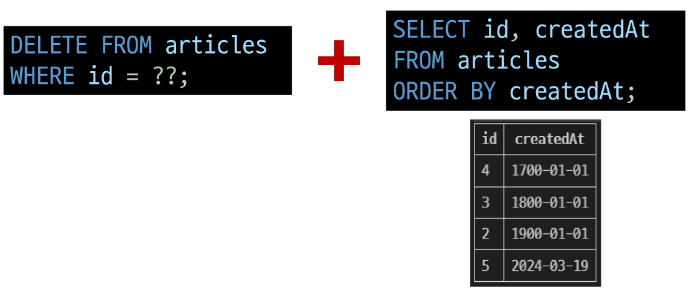 DELETE FROM articles
WHERE id = ??;
SELECT id, createdAt
FROM articles
ORDER BY createdAt;
id createdAt
4 1700-01-01
3 1800-01-01
2 1900-01-01
5 2024-03-19